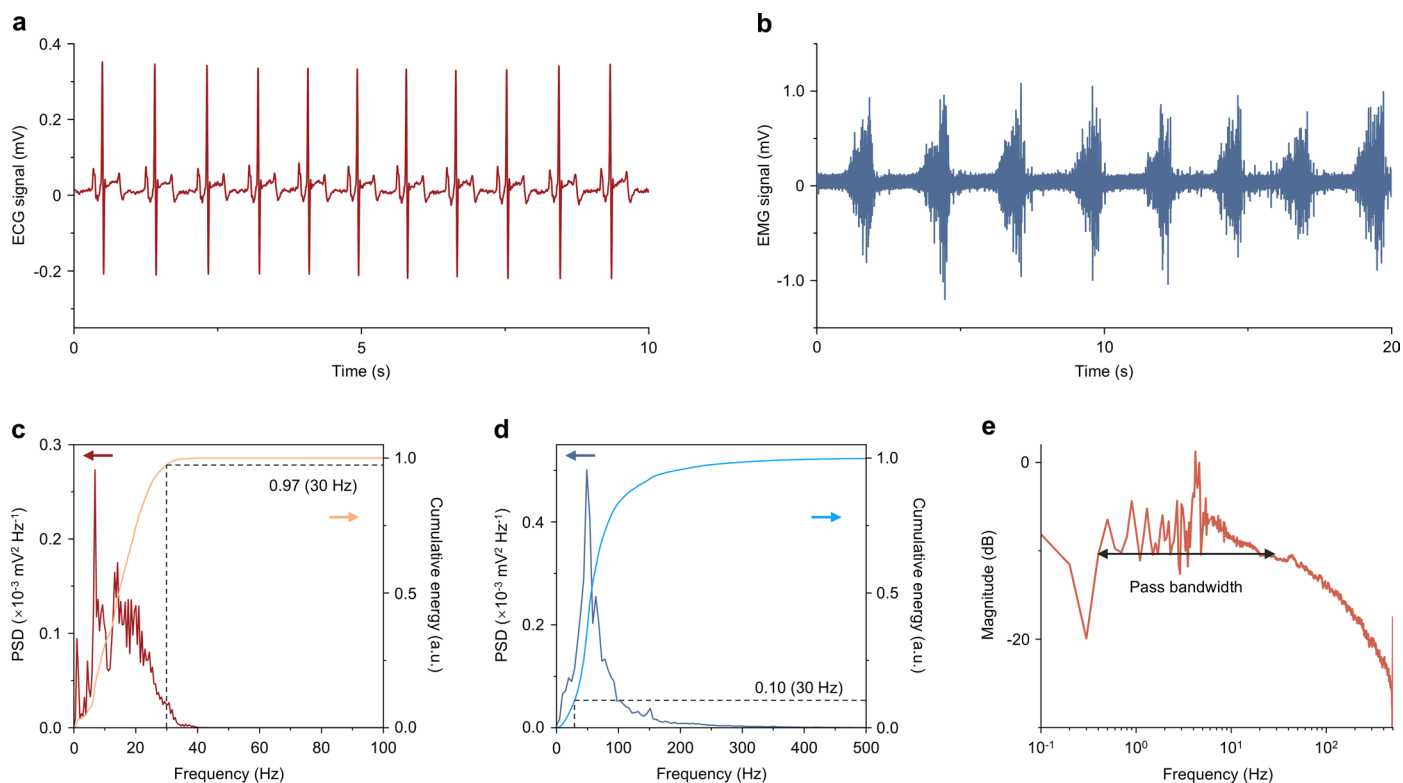 a
ECG signal (mV)
0.4
0.2
0
-0.2
0
5
10
Time (s)
b
EMG signal (mV)
1.0
0
-1.0
0
5
10
15
20
Time (s)
c
PSD (×10⁻³ mV² Hz⁻¹)
0.3
0.2
0.1
0.0
0.97 (30 Hz)
1.0
0.5
0.0
Cumulative energy
(a.u.)
0
20
40
60
80
100
Frequency (Hz)
d
PSD (×10⁻³ mV² Hz⁻¹)
0.4
0.2
0.0
0.10 (30 Hz)
1.0
0.5
0.0
Cumulative energy
(a.u.)
0
100
200
300
400
500
Frequency (Hz)
e
Magnitude (dB)
0
-20
Pass bandwidth
10⁻¹
10⁰
10¹
10²
Frequency (Hz)